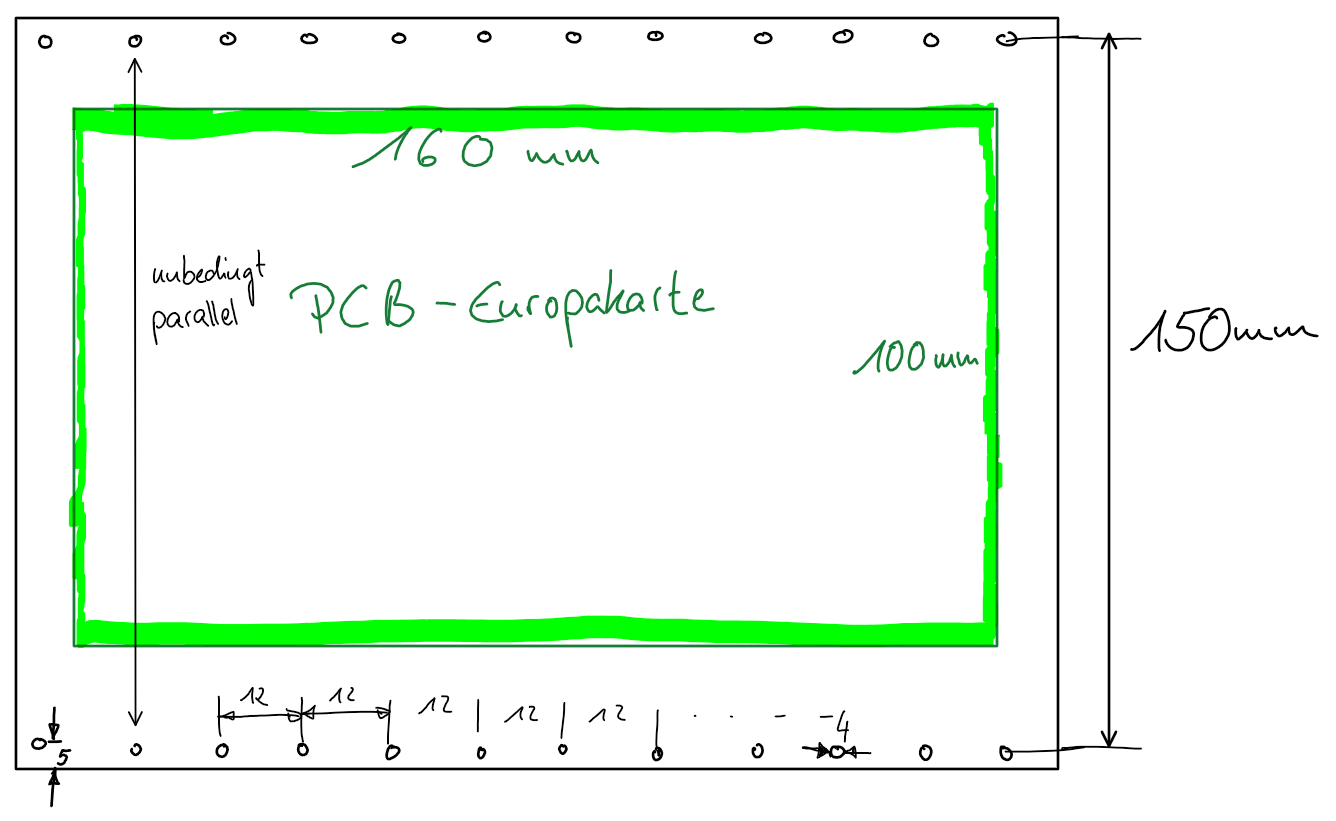 160 mm
unbedingt
parallel
PCB - Europakarte
100 mm
150mm
12 12 12 12 12 . . - - 4
5